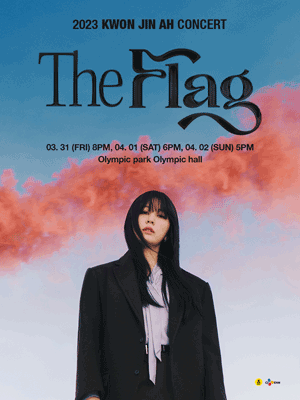 2023 KWON JIN AH CONCERT
The Flag
03. 31 (FRI) 8PM, 04. 01 (SAT) 6PM, 04. 02 (SUN) 5PM
Olympic park Olympic hall